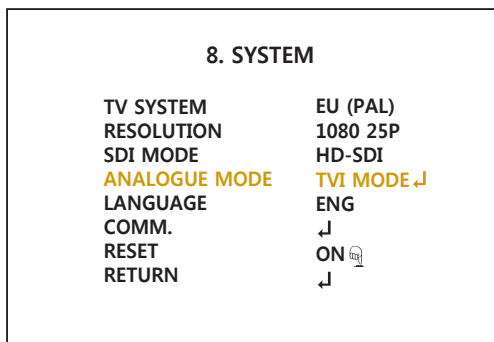 8. SYSTEM
TV SYSTEM EU (PAL)
RESOLUTION 1080 25P
SDI MODE HD-SDI
ANALOGUE MODE TVI MODE↲
LANGUAGE ENG
COMM. ↲
RESET ON
RETURN ↲